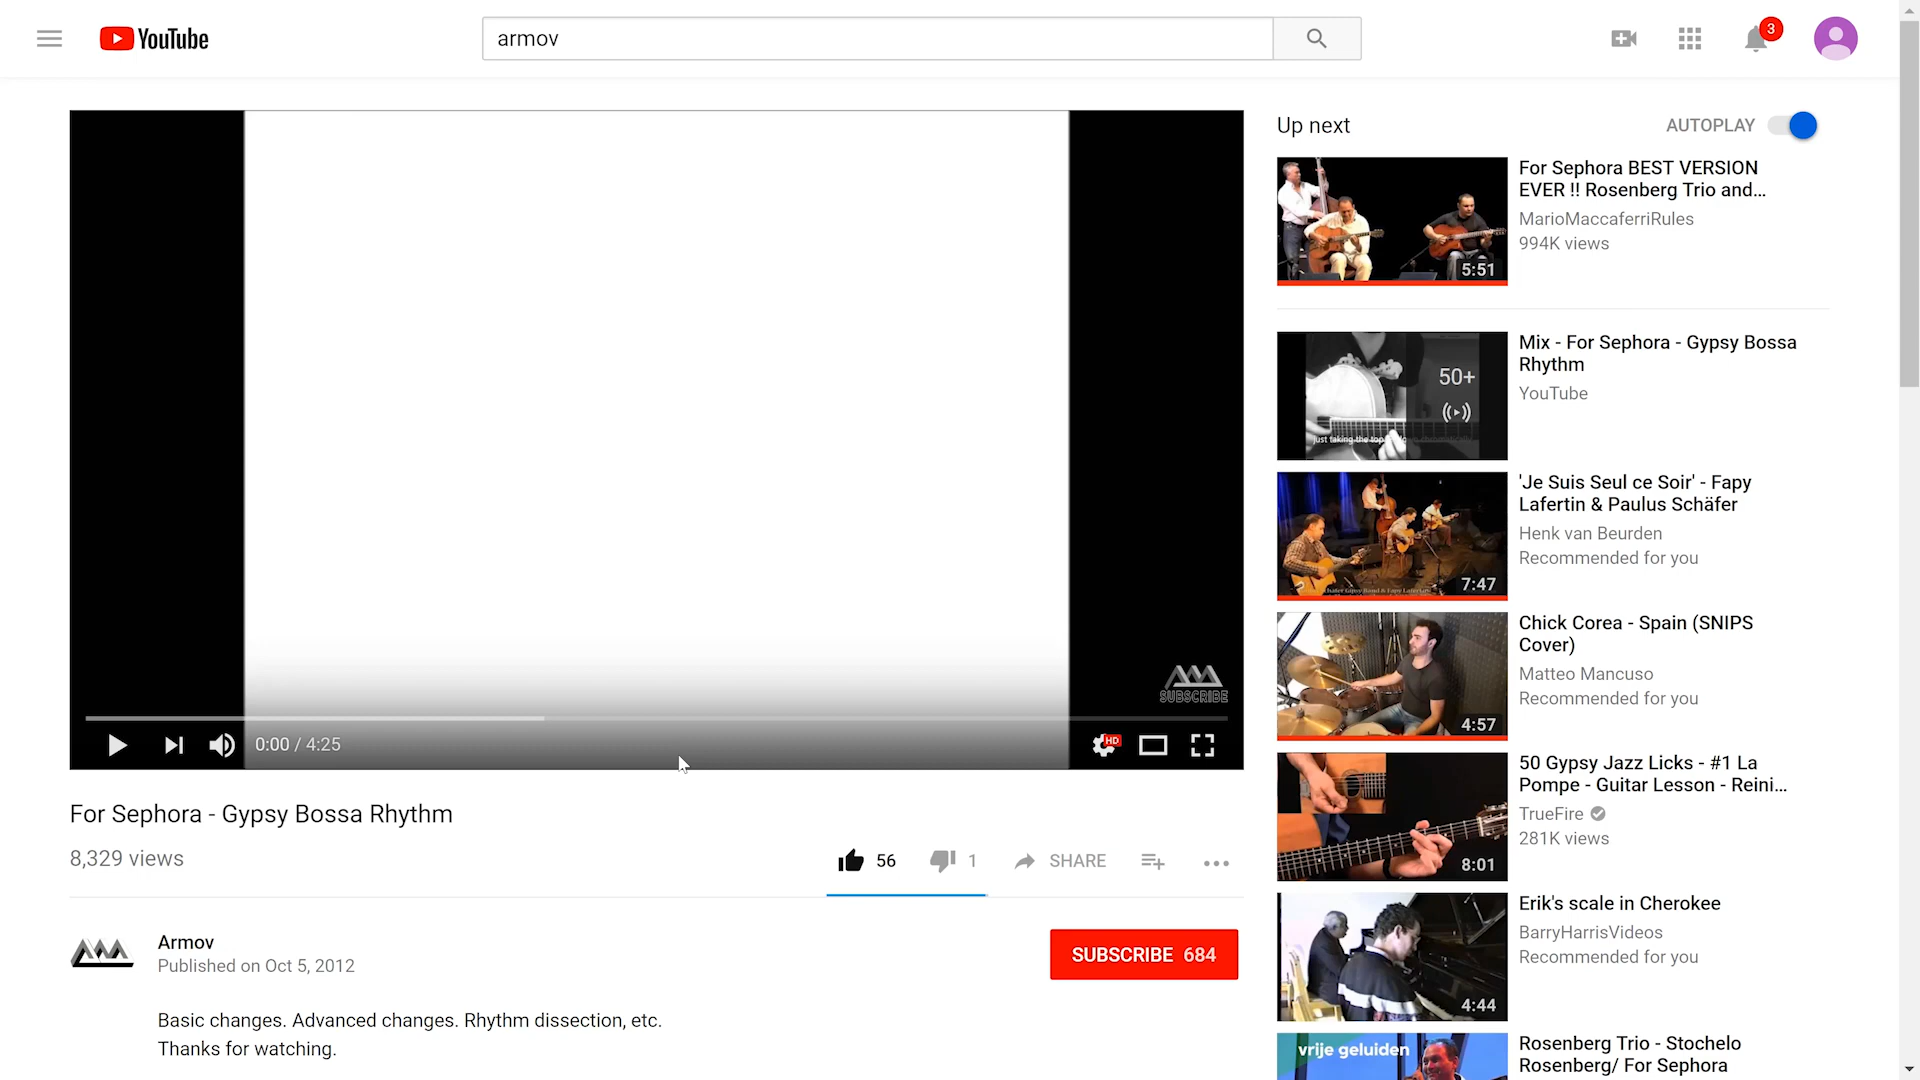 YouTube
armov
3
Up next
AUTOPLAY
For Sephora BEST VERSION
EVER !! Rosenberg Trio and...
MarioMaccaferriRules
994K views
5:51
Mix - For Sephora - Gypsy Bossa
Rhythm
YouTube
50+
just taking the top
'Je Suis Seul ce Soir' - Fapy
Lafertin & Paulus Schäfer
Henk van Beurden
Recommended for you
7:47
Chick Corea - Spain (SNIPS
Cover)
Matteo Mancuso
Recommended for you
4:57
50 Gypsy Jazz Licks - #1 La
Pompe - Guitar Lesson - Reini...
TrueFire
281K views
8:01
Erik's scale in Cherokee
BarryHarrisVideos
Recommended for you
4:44
Rosenberg Trio - Stochelo
Rosenberg/ For Sephora
vrije geluiden
SUBSCRIBE
0:00 / 4:25
HD
For Sephora - Gypsy Bossa Rhythm
8,329 views
56
1
SHARE
Armov
Published on Oct 5, 2012
SUBSCRIBE 684
Basic changes. Advanced changes. Rhythm dissection, etc.
Thanks for watching.